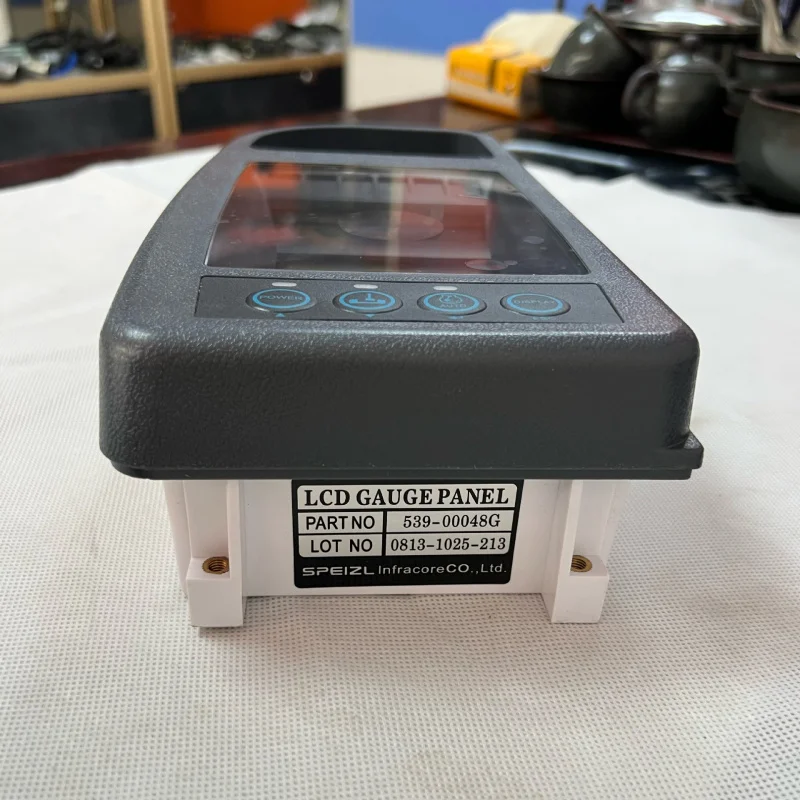 POWER
LCD GAUGE PANEL
PART NO 539-00048G
LOT NO 0813-1025-213
SPEIZL InfracoreCO.,Ltd.